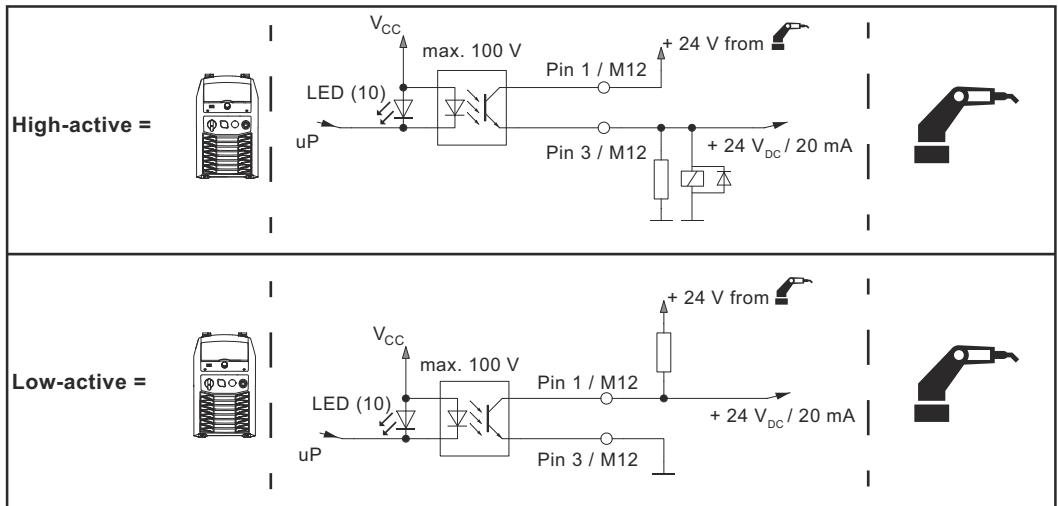 High-active =
V_CC
max. 100 V
+ 24 V from
Pin 1 / M12
LED (10)
uP
Pin 3 / M12
+ 24 V_DC / 20 mA
Low-active =
+ 24 V from
V_CC
max. 100 V
Pin 1 / M12
LED (10)
+ 24 V_DC / 20 mA
uP
Pin 3 / M12